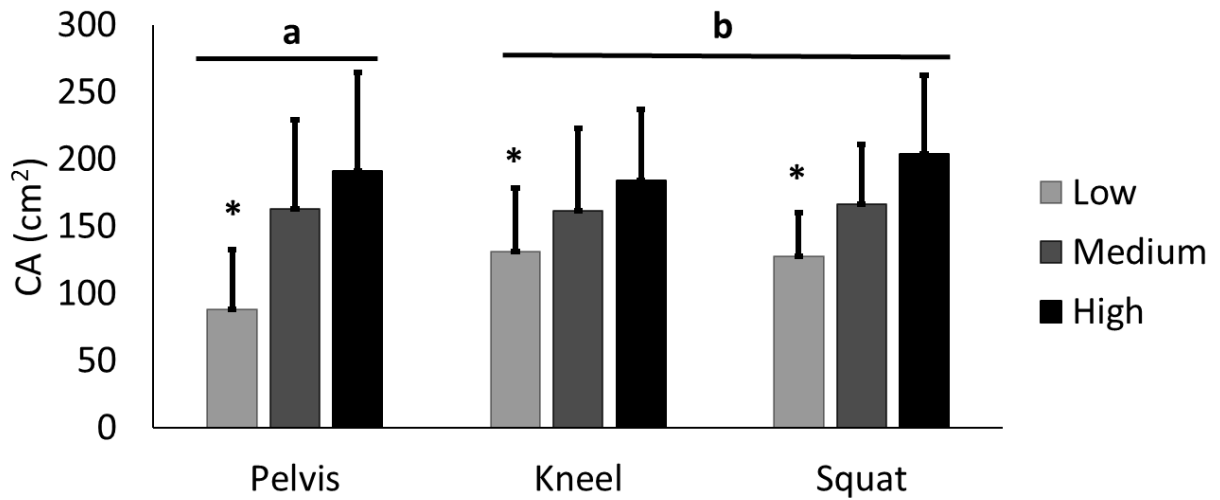 300
250
200
150
100
50
0
CA (cm²)
a
b
*
*
*
Pelvis
Kneel
Squat
Low
Medium
High